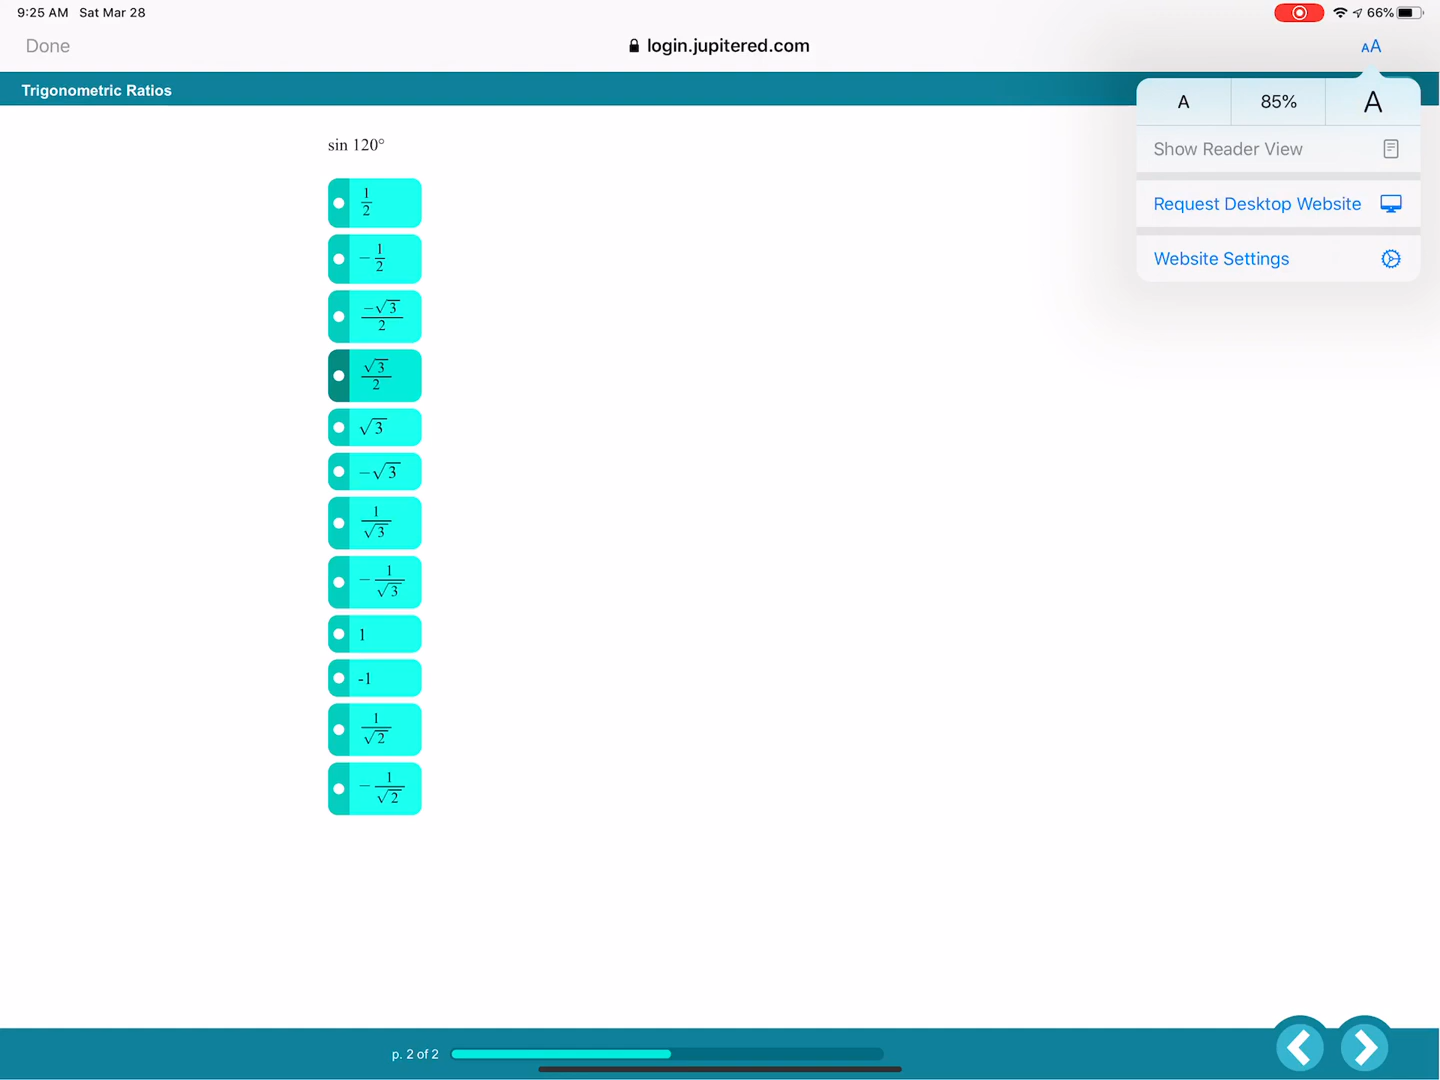 9:25 AM Sat Mar 28
66%
Done
login.jupitered.com
AA
Trigonometric Ratios
A 85% A
Show Reader View
Request Desktop Website
Website Settings
sin 120°
1/2
-1/2
-√3/2
√3/2
√3
-√3
1/√3
-1/√3
1
-1
1/√2
-1/√2
p. 2 of 2